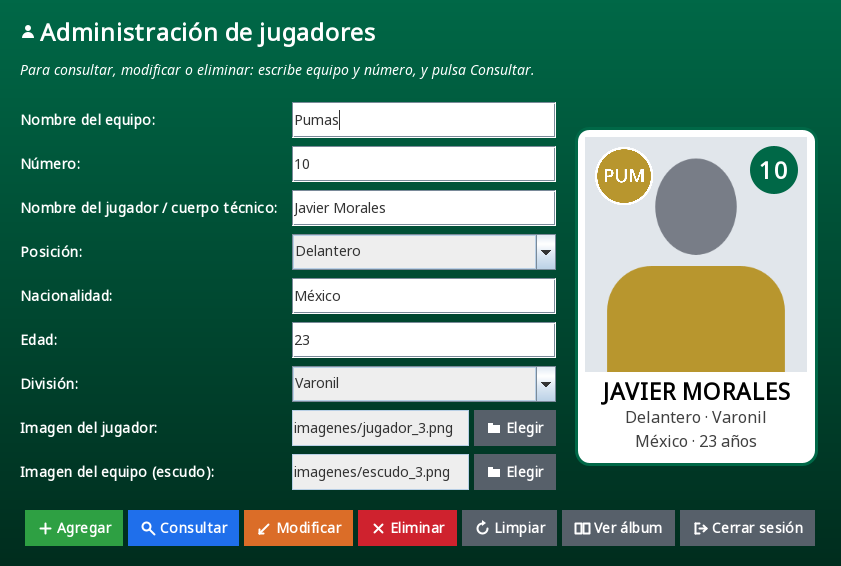 Administración de jugadores
Para consultar, modificar o eliminar: escribe equipo y número, y pulsa Consultar.
Nombre del equipo: Pumas
Número: 10
Nombre del jugador / cuerpo técnico: Javier Morales
Posición: Delantero
Nacionalidad: México
Edad: 23
División: Varonil
Imagen del jugador: imagenes/jugador_3.png Elegir
Imagen del equipo (escudo): imagenes/escudo_3.png Elegir
PUM 10
JAVIER MORALES
Delantero · Varonil
México · 23 años
Agregar Consultar Modificar Eliminar Limpiar Ver álbum Cerrar sesión